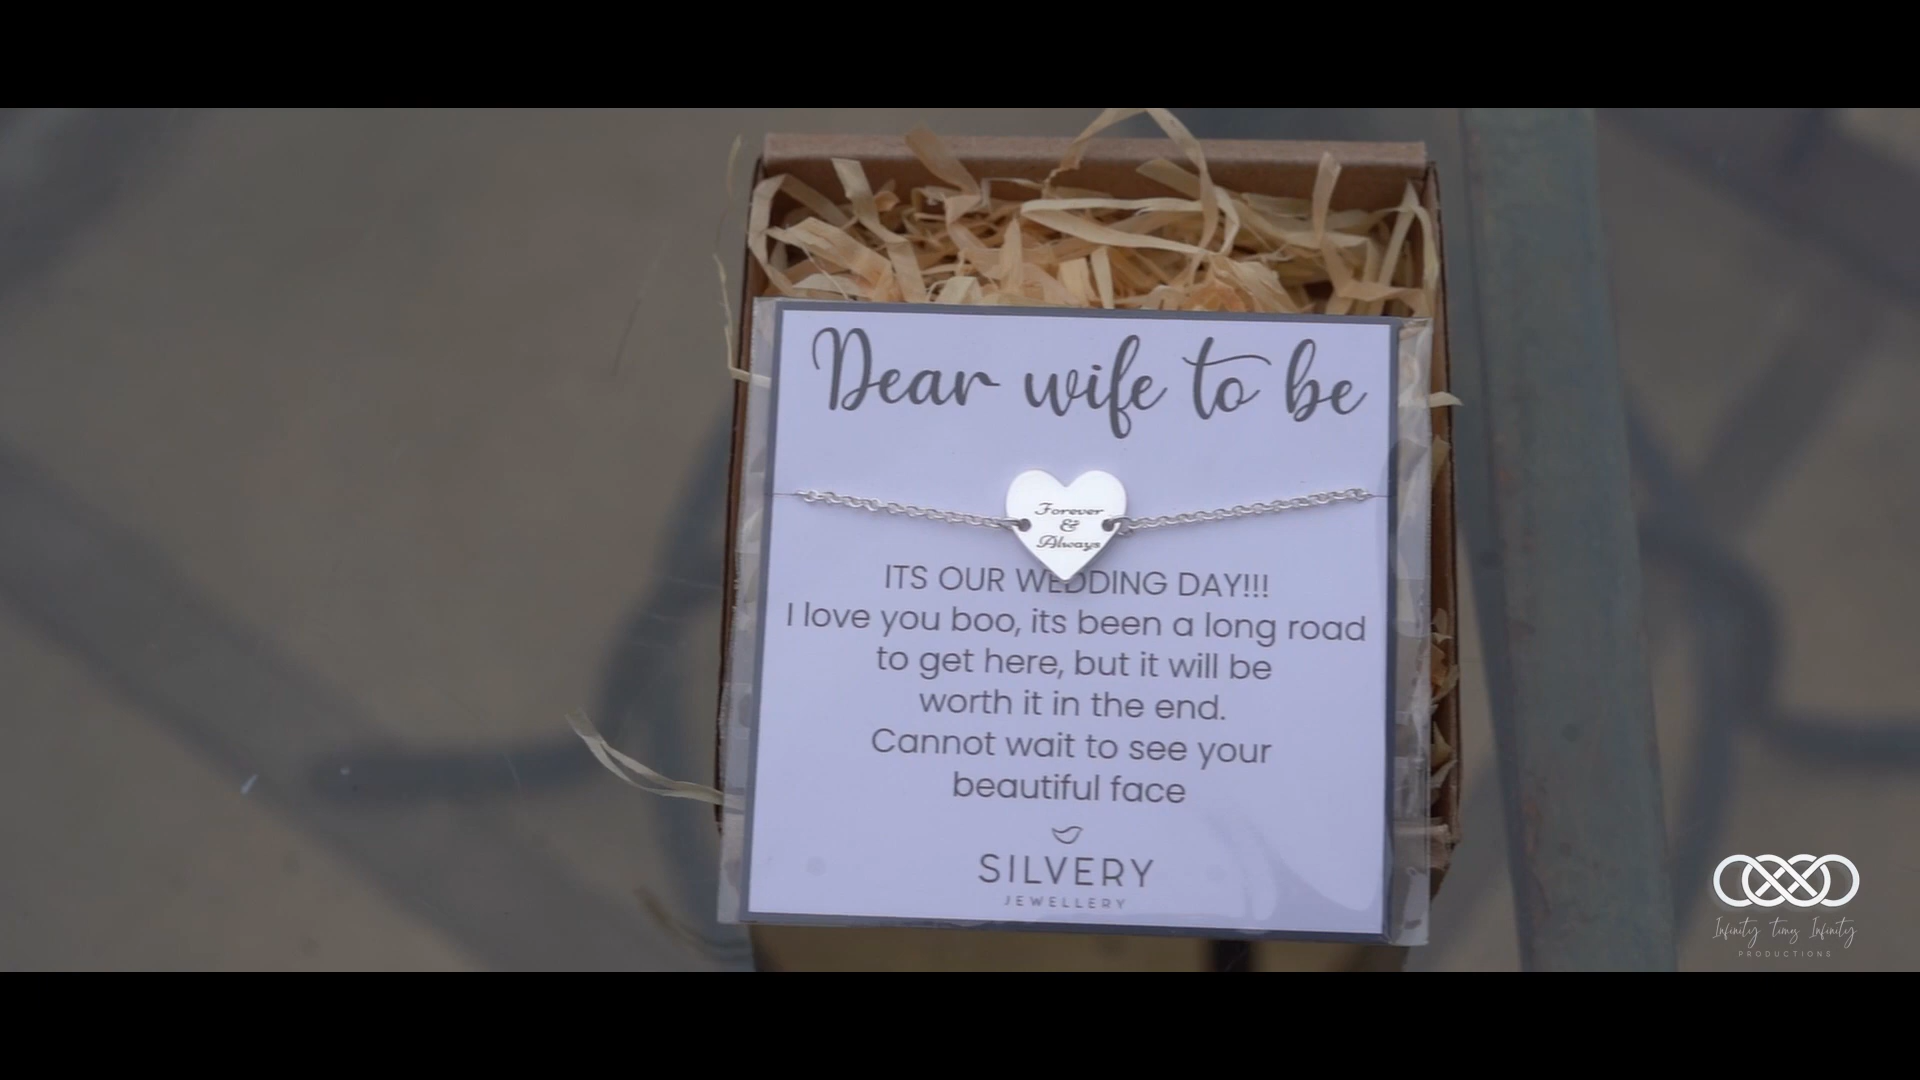 Dear wife to be
Forever
&
Always
ITS OUR WEDDING DAY!!!
I love you boo, its been a long road
to get here, but it will be
worth it in the end.
Cannot wait to see your
beautiful face
SILVERY
JEWELLERY
Infinity times Infinity
PRODUCTIONS